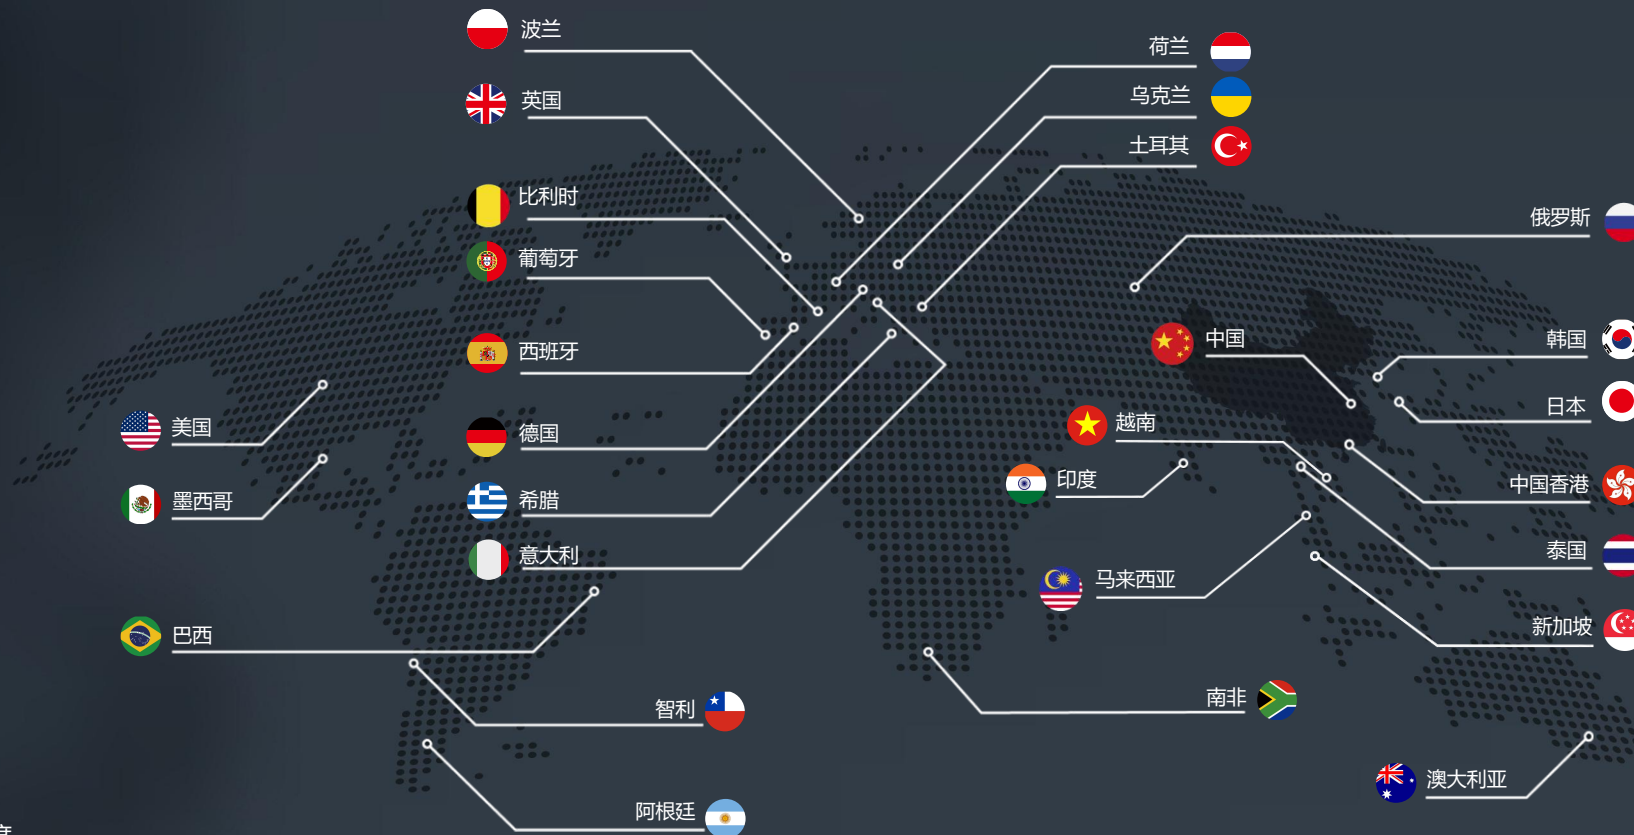 波兰
荷兰
英国
乌克兰
土耳其
比利时
俄罗斯
葡萄牙
中国
韩国
西班牙
日本
美国
德国
越南
印度
中国香港
墨西哥
希腊
意大利
泰国
马来西亚
巴西
新加坡
智利
南非
澳大利亚
阿根廷